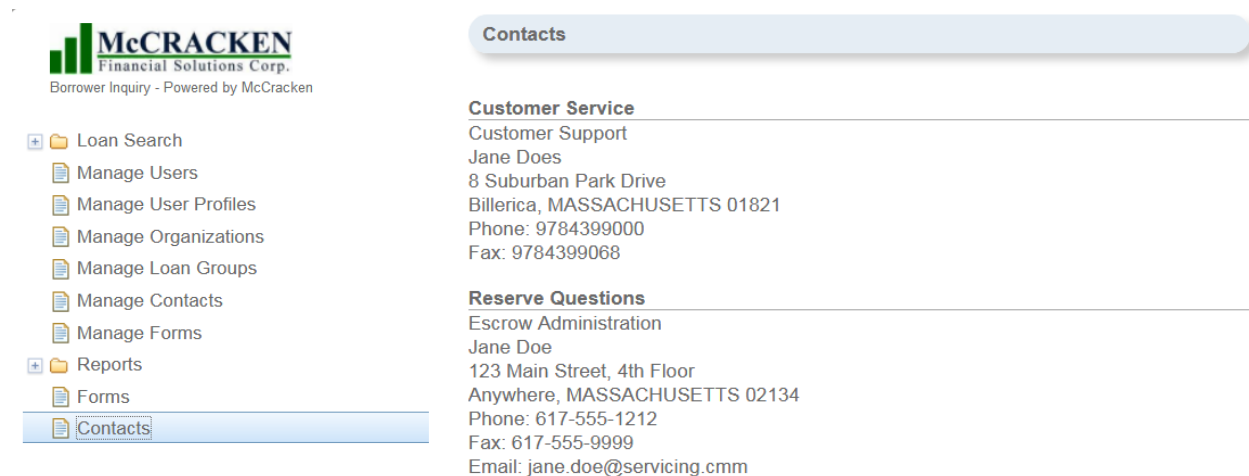 McCRACKEN
Financial Solutions Corp.
Borrower Inquiry - Powered by McCracken
Loan Search
Manage Users
Manage User Profiles
Manage Organizations
Manage Loan Groups
Manage Contacts
Manage Forms
Reports
Forms
Contacts
Contacts
Customer Service
Customer Support
Jane Does
8 Suburban Park Drive
Billerica, MASSACHUSETTS 01821
Phone: 9784399000
Fax: 9784399068
Reserve Questions
Escrow Administration
Jane Doe
123 Main Street, 4th Floor
Anywhere, MASSACHUSETTS 02134
Phone: 617-555-1212
Fax: 617-555-9999
Email: jane.doe@servicing.cmm